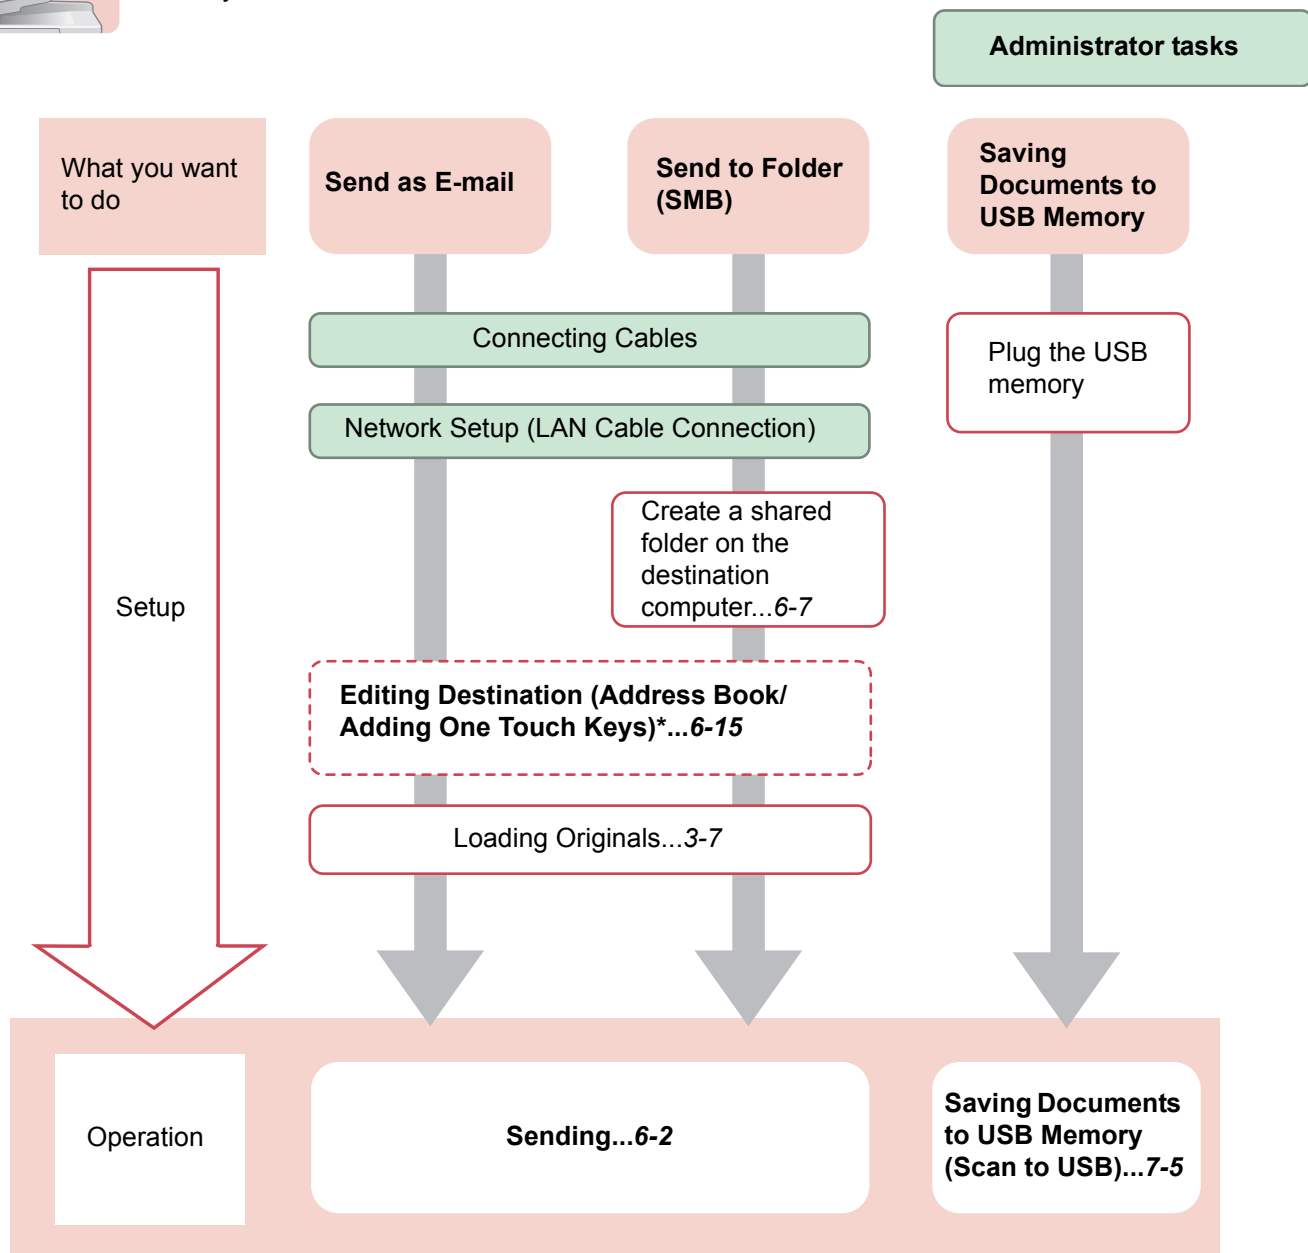 Administrator tasks
What you want
to do
Send as E-mail
Send to Folder
(SMB)
Saving
Documents to
USB Memory
Connecting Cables
Plug the USB
memory
Network Setup (LAN Cable Connection)
Create a shared
folder on the
destination
computer...6-7
Setup
Editing Destination (Address Book/
Adding One Touch Keys)*...6-15
Loading Originals...3-7
Operation
Sending...6-2
Saving Documents
to USB Memory
(Scan to USB)...7-5